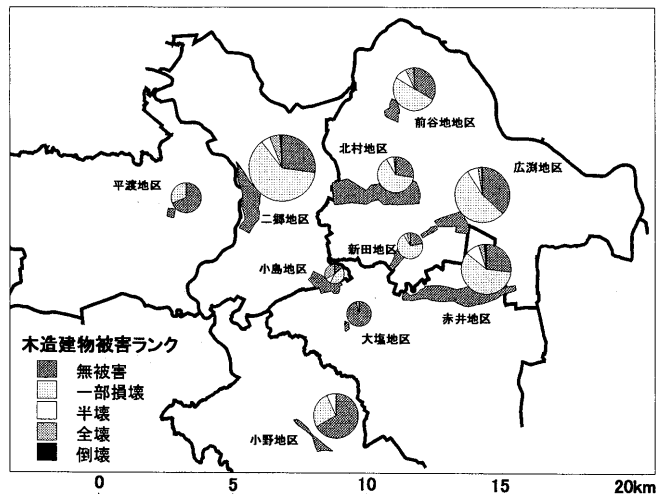 前谷地地区
北村地区
広渕地区
平渡地区
二郷地区
新田地区
小島地区
赤井地区
大塩地区
小野地区
木造建物被害ランク
無被害
一部損壊
半壊
全壊
倒壊
0 5 10 15 20km